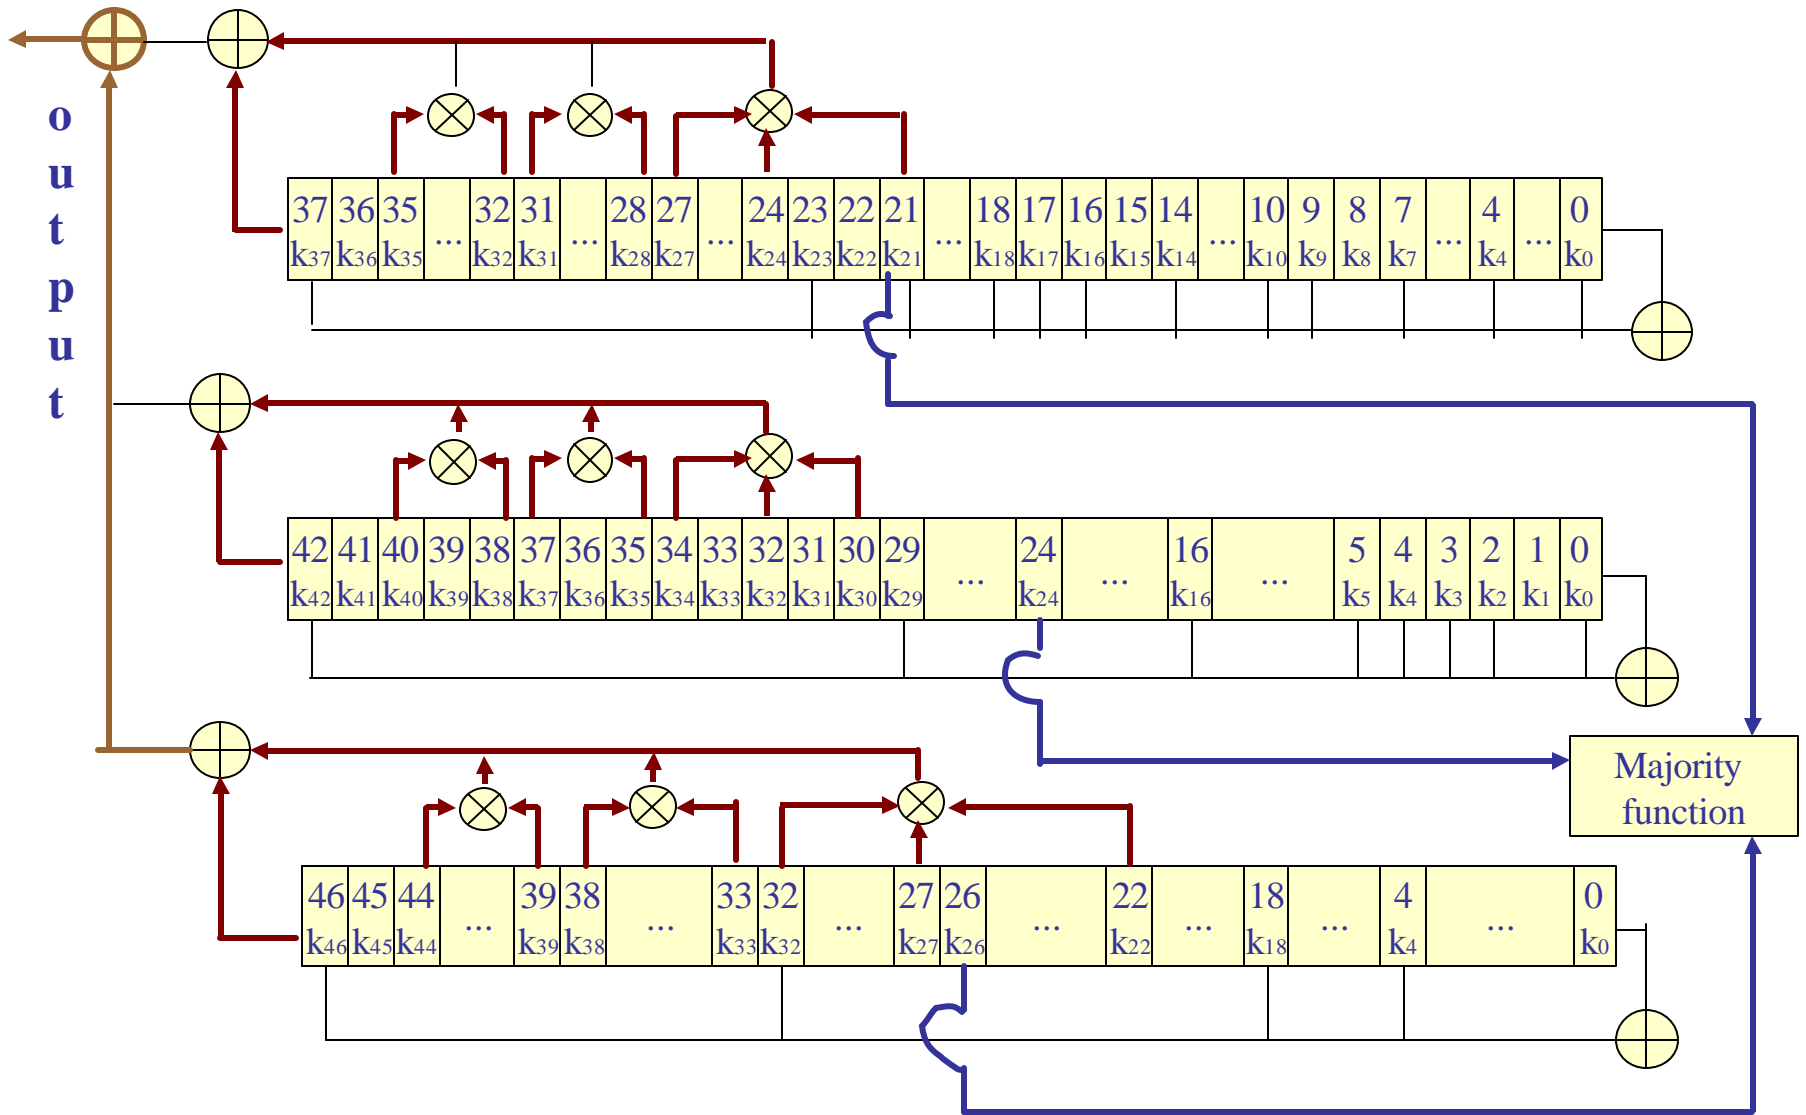 output
37 36 35 ... 32 31 ... 28 27 ... 24 23 22 21 ... 18 17 16 15 14 ... 10 9 8 7 ... 4 ... 0
k37 k36 k35 k32 k31 k28 k27 k24 k23 k22 k21 k18 k17 k16 k15 k14 k10 k9 k8 k7 k4 k0
42 41 40 39 38 37 36 35 34 33 32 31 30 29 ... 24 ... 16 ... 5 4 3 2 1 0
k42 k41 k40 k39 k38 k37 k36 k35 k34 k33 k32 k31 k30 k29 k24 k16 k5 k4 k3 k2 k1 k0
Majority
function
46 45 44 ... 39 38 ... 33 32 ... 27 26 ... 22 ... 18 ... 4 ... 0
k46 k45 k44 k39 k38 k33 k32 k27 k26 k22 k18 k4 k0